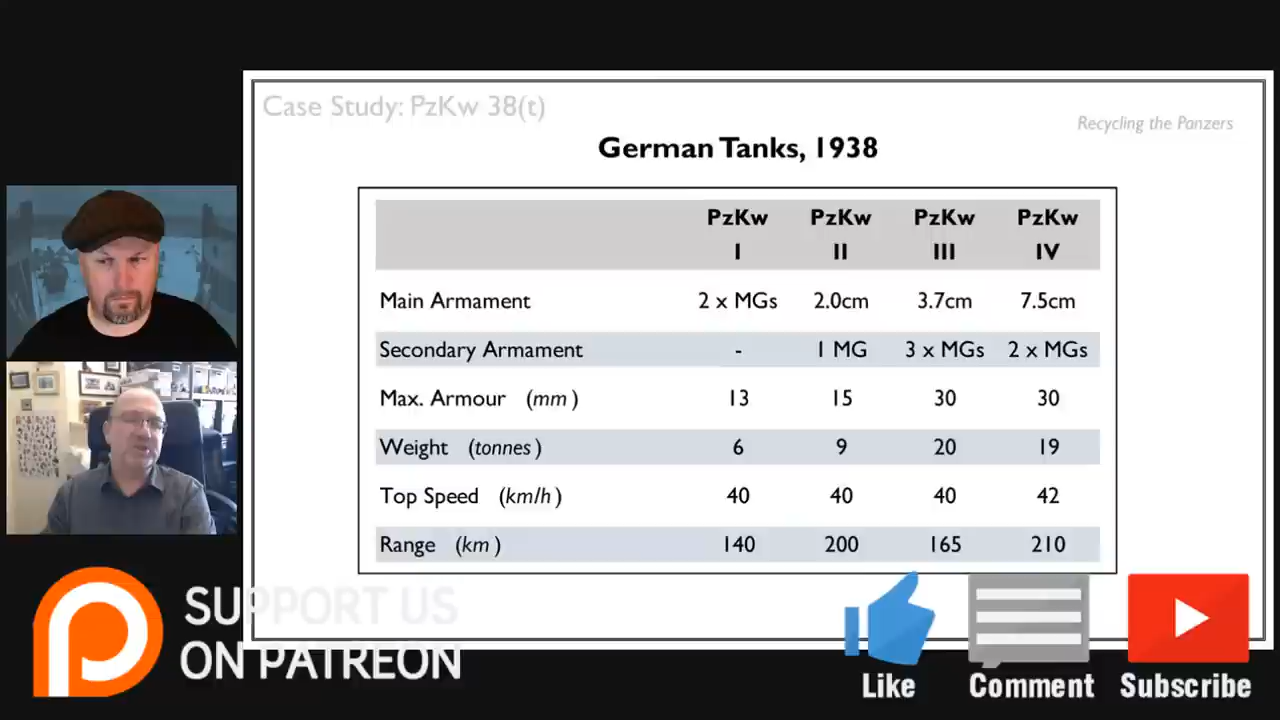 Case Study: PzKw 38(t)
Recycling the Panzers
German Tanks, 1938
PzKw I PzKw II PzKw III PzKw IV
Main Armament 2 x MGs 2.0cm 3.7cm 7.5cm
Secondary Armament - 1 MG 3 x MGs 2 x MGs
Max. Armour (mm) 13 15 30 30
Weight (tonnes) 6 9 20 19
Top Speed (km/h) 40 40 40 42
Range (km) 140 200 165 210
SUPPORT US
ON PATREON
Like Comment Subscribe